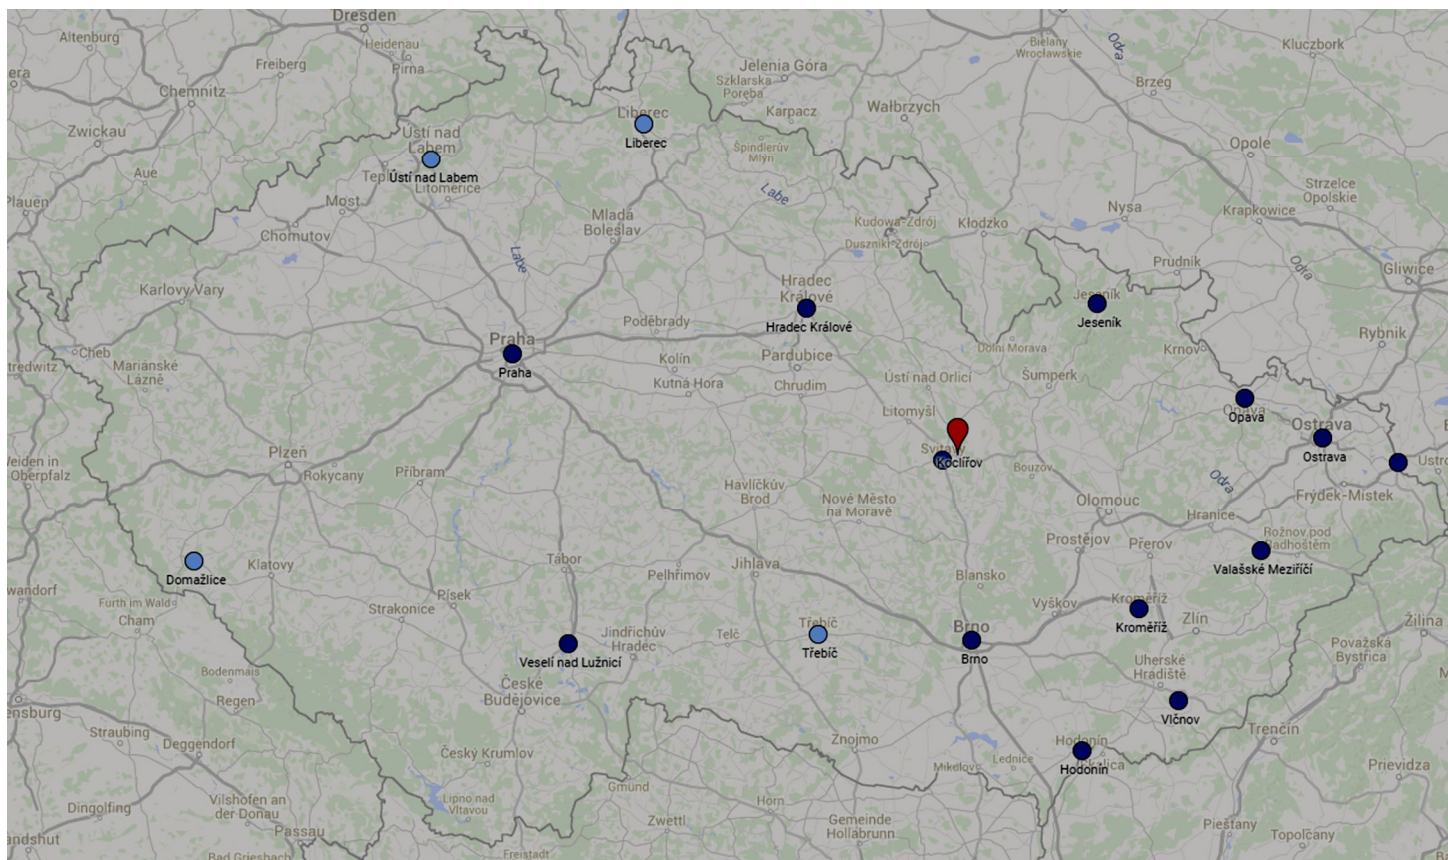 Dresden
Altenburg
Heidenau
Pirna
Freiberg
Bielany
Wrocławskie
Odra
Kluczbork
Jelenia Góra
Szklarska
Poręba
Karpacz
Brzeg
Chemnitz
Wałbrzych
Zwickau
Liberec
Liberec
Ústí nad
Labem
Ústí nad Labem
Špindlerův
Mlýn
Opole
Aue
Litoměřice
Most
Labe
Strzelce
Opolskie
Plauen
Mladá
Boleslav
Nysa
Krapkowice
Chomutov
Kudowa-Zdrój
Kłodzko
Duszniki-Zdrój
Labe
Prudnik
Odra
Gliwice
Karlovy Vary
Hradec
Králové
Hradec Králové
Jeseník
Jeseník
Poděbrady
Praha
Praha
Rybnik
Cheb
Mariánské
Lázně
Kolín
Pardubice
Dolní Morava
Krnov
Kutná Hora
Chrudim
Ústí nad Orlicí
Šumperk
Litomyšl
Opava
Opava
Ostrava
Ostrava
Plzeň
Svitavy
Koclířov
Weiden in
der Oberpfalz
Rokycany
Příbram
Bouzov
Odra
Havlíčkův
Brod
Nové Město
na Moravě
Olomouc
Frýdek-Místek
Hranice
Prostějov
Přerov
Rožnov pod
Radhoštěm
Valašské Meziříčí
Domažlice
Klatovy
Tábor
Jihlava
Pelhřimov
Blansko
Furth im Wald
Cham
Strakonice
Písek
Vyškov
Kroměříž
Kroměříž
Zlín
Žilina
Třebíč
Třebíč
Telč
Jindřichův
Hradec
Brno
Brno
Veselí nad Lužnicí
Považská
Bystrica
Bodenmais
Regen
České
Budějovice
Uherské
Hradiště
Vlčnov
Straubing
Deggendorf
Český Krumlov
Znojmo
Hodonín
Hodonín
Trenčín
Mikulov
Lednice
Prievidza
Dingolfing
Vilshofen an
der Donau
Lipno nad
Vltavou
Gmünd
Horn
Passau
Zwettl
Gemeinde
Hollabrunn
Piešťany
Topoľčany
Bad Griesbach
Freistadt